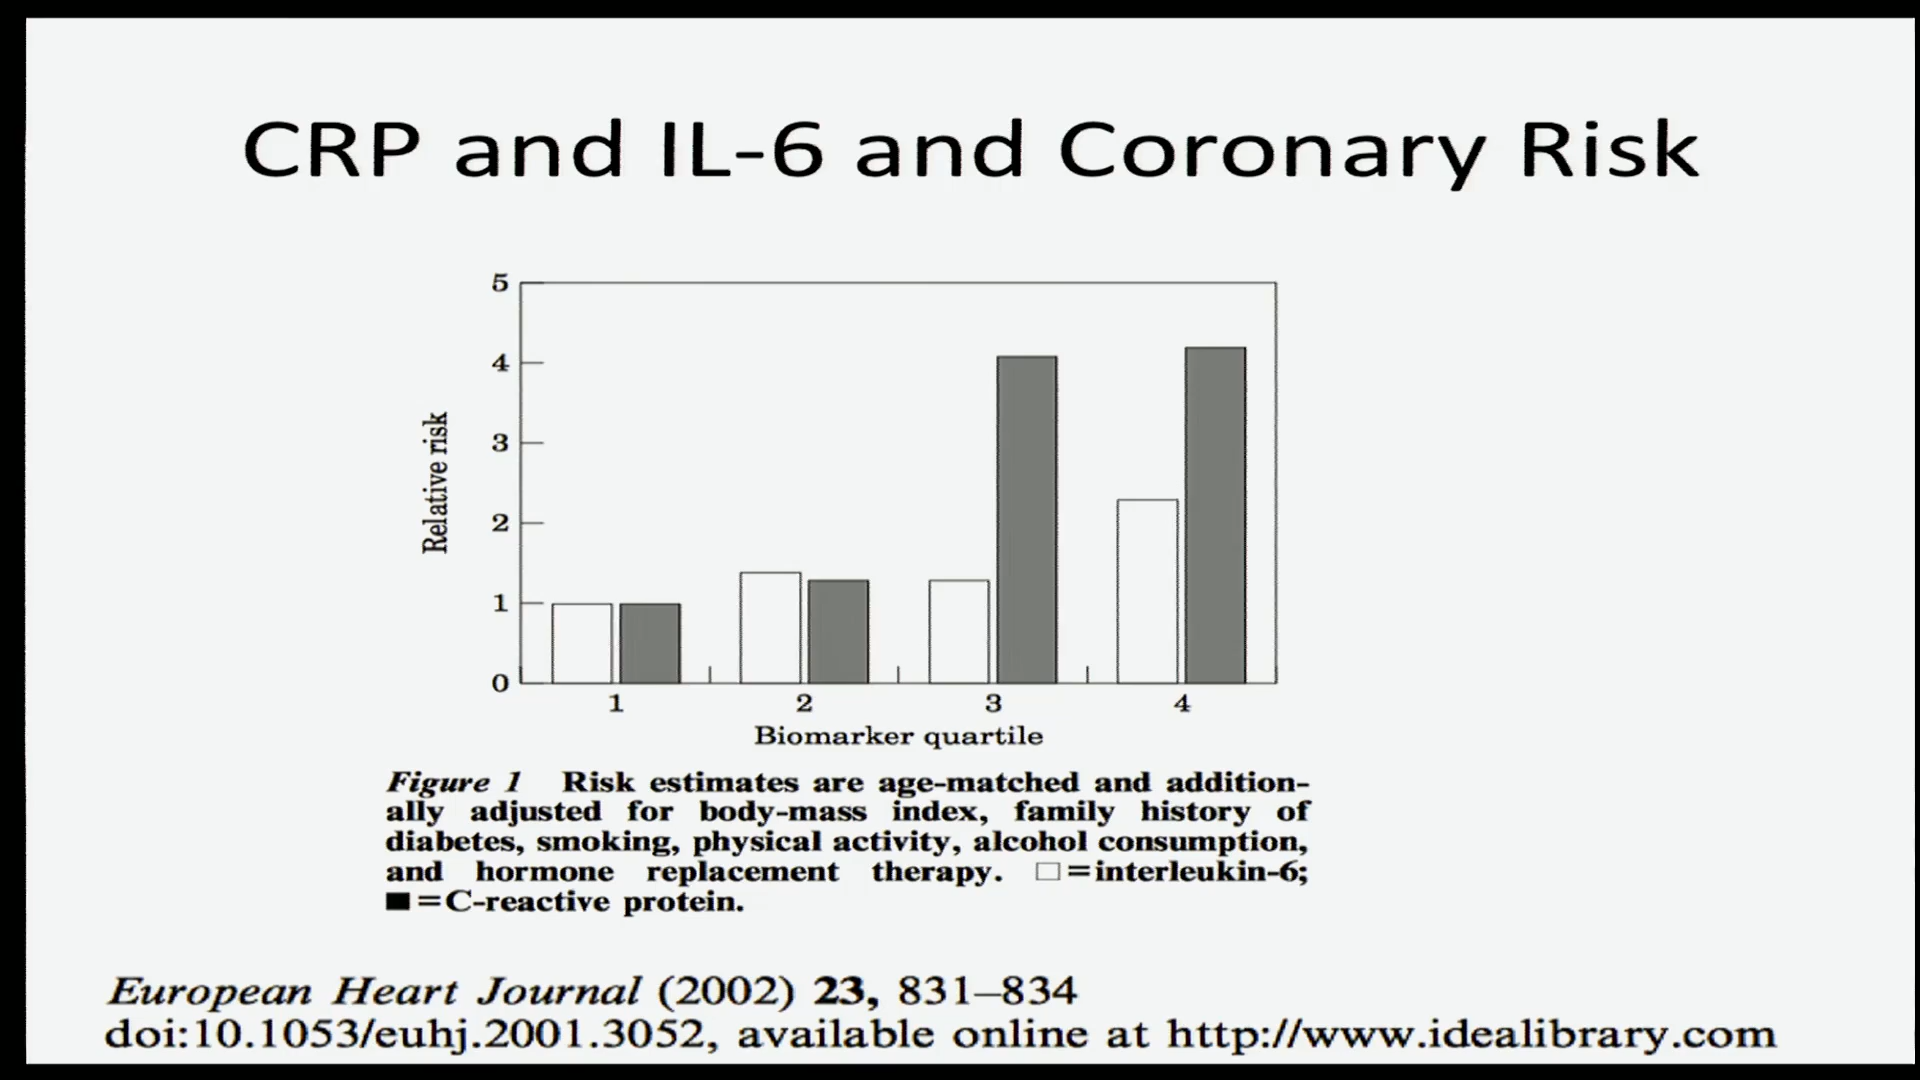 CRP and IL-6 and Coronary Risk
5
4
3
2
1
0
Relative risk
1 2 3 4
Biomarker quartile
Figure 1 Risk estimates are age-matched and addition-
ally adjusted for body-mass index, family history of
diabetes, smoking, physical activity, alcohol consumption,
and hormone replacement therapy. □=interleukin-6;
■=C-reactive protein.
European Heart Journal (2002) 23, 831–834
doi:10.1053/euhj.2001.3052, available online at http://www.idealibrary.com